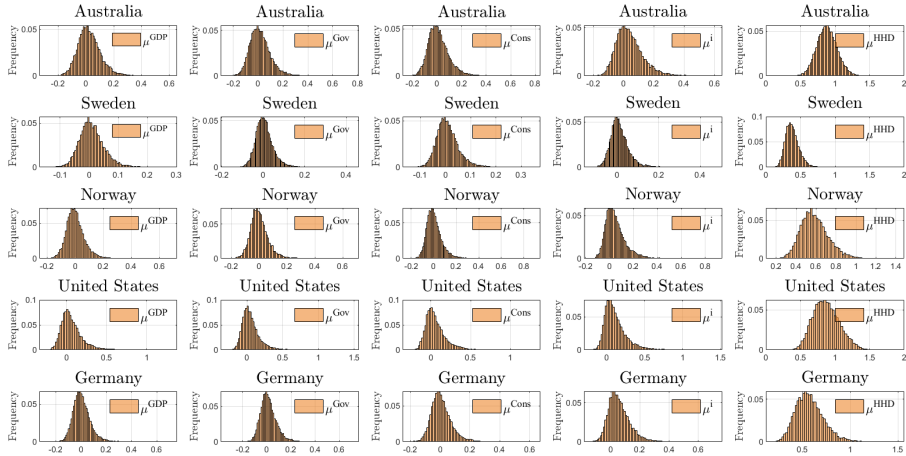 Australia Australia Australia Australia Australia
Frequency 0.05 0 μ^GDP -0.2 0 0.2 0.4 0.6
Frequency 0.05 0 μ^Gov -0.2 0 0.2 0.4 0.6 0.8
Frequency 0.05 0 μ^Cons -0.2 0 0.2 0.4 0.6 0.8
Frequency 0.05 0 μ^i -0.2 0 0.2 0.4 0.6
Frequency 0.05 0 μ^HHD 0 0.5 1 1.5 2
Sweden Sweden Sweden Sweden Sweden
Frequency 0.05 0 μ^GDP -0.1 0 0.1 0.2 0.3
Frequency 0.05 0 μ^Gov -0.2 0 0.2 0.4
Frequency 0.05 0 μ^Cons -0.1 0 0.1 0.2 0.3
Frequency 0.05 0 μ^i 0 0.2 0.4
Frequency 0.1 0.05 0 μ^HHD 0 0.5 1 1.5 2
Norway Norway Norway Norway Norway
Frequency 0.05 0 μ^GDP -0.2 0 0.2 0.4 0.6 0.8
Frequency 0.05 0 μ^Gov -0.2 0 0.2 0.4 0.6 0.8
Frequency 0.05 0 μ^Cons -0.2 0 0.2 0.4 0.6 0.8
Frequency 0.05 0 μ^i 0 0.2 0.4 0.6 0.8
Frequency 0.05 0 μ^HHD 0.2 0.4 0.6 0.8 1 1.2 1.4
United States United States United States United States United States
Frequency 0.1 0.05 0 μ^GDP 0 0.5 1
Frequency 0.1 0.05 0 μ^Gov 0 0.5 1 1.5
Frequency 0.1 0.05 0 μ^Cons 0 0.5 1
Frequency 0.05 0 μ^i 0 0.5 1 1.5
Frequency 0.05 0 μ^HHD 0 0.5 1 1.5 2
Germany Germany Germany Germany Germany
Frequency 0.05 0 μ^GDP -0.2 0 0.2 0.4 0.6
Frequency 0.05 0 μ^Gov -0.2 0 0.2 0.4 0.6
Frequency 0.05 0 μ^Cons -0.2 0 0.2 0.4 0.6
Frequency 0.05 0 μ^i 0 0.2 0.4 0.6
Frequency 0.05 0 μ^HHD 0.5 1 1.5